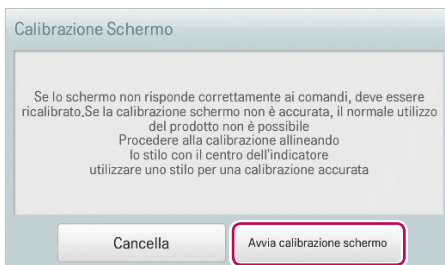 Calibrazione Schermo
Se lo schermo non risponde correttamente ai comandi, deve essere
ricalibrato.Se la calibrazione schermo non è accurata, il normale utilizzo
del prodotto non è possibile
Procedere alla calibrazione allineando
lo stilo con il centro dell'indicatore
utilizzare uno stilo per una calibrazione accurata
Cancella
Avvia calibrazione schermo